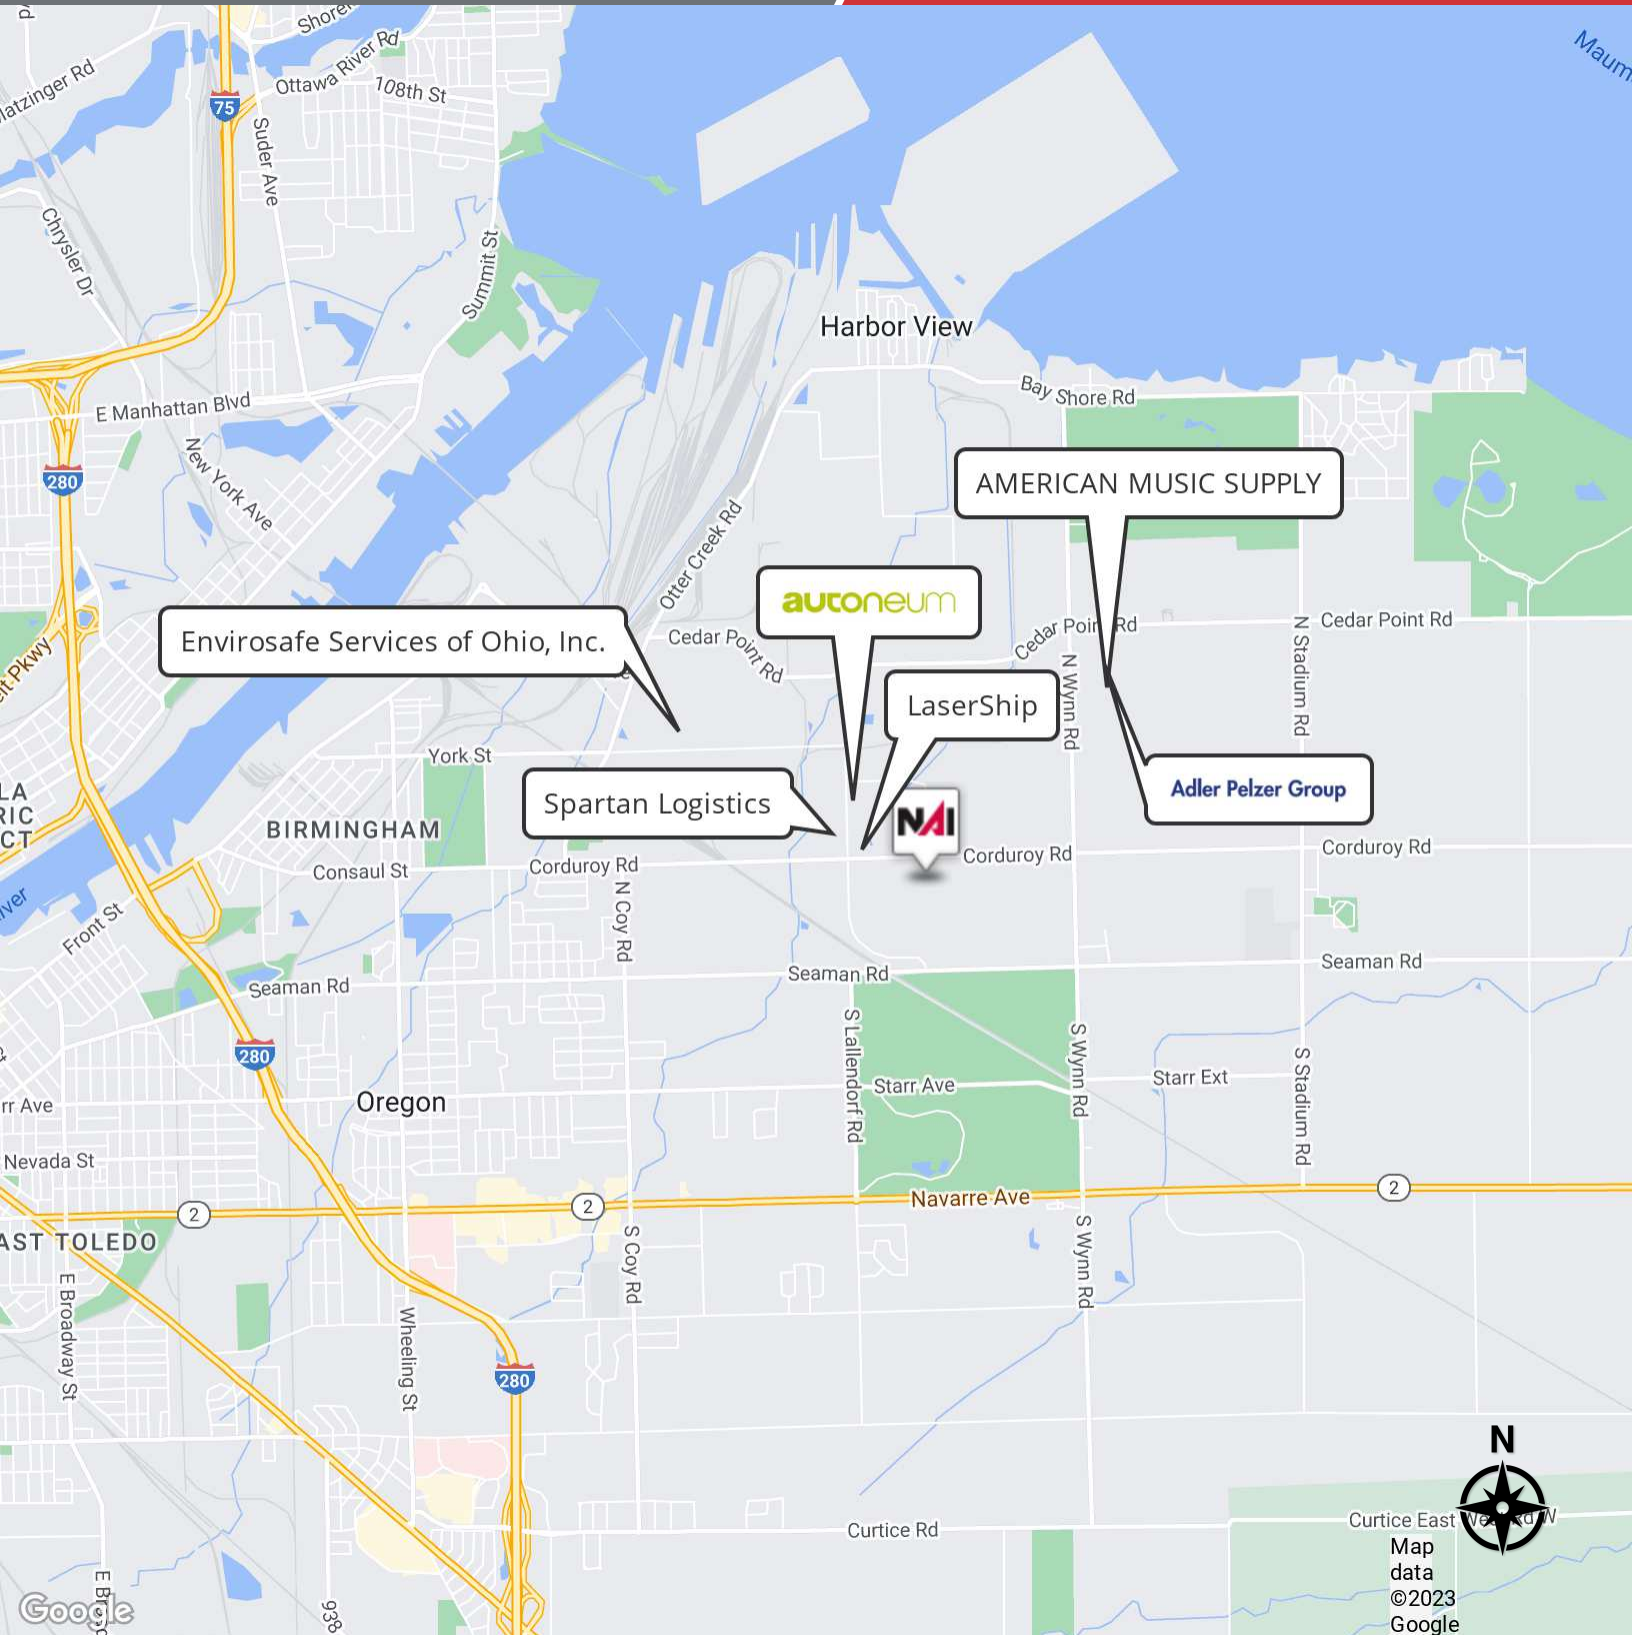 Ottawa River Rd
108th St
75
Suder Ave
Maum
Chrysler Dr
Summit St
Harbor View
Bay Shore Rd
E Manhattan Blvd
280
New York Ave
AMERICAN MUSIC SUPPLY
Otter Creek Rd
autoneum
Envirosafe Services of Ohio, Inc.
Cedar Point Rd
Cedar Point Rd
Cedar Point Rd
N Stadium Rd
N Wynn Rd
LaserShip
York St
Adler Pelzer Group
Spartan Logistics
NAI
BIRMINGHAM
Corduroy Rd
Corduroy Rd
Corduroy Rd
Consaul St
N Coy Rd
Front St
Seaman Rd
Seaman Rd
Seaman Rd
280
S Lallendorf Rd
S Wynn Rd
S Stadium Rd
Starr Ave
Starr Ext
Oregon
rr Ave
Nevada St
2
2
2
Navarre Ave
AST TOLEDO
S Coy Rd
S Wynn Rd
E Broadway St
Wheeling St
280
N
Curtice Rd
Curtice East
Map
data
©2023
Google
Google
938